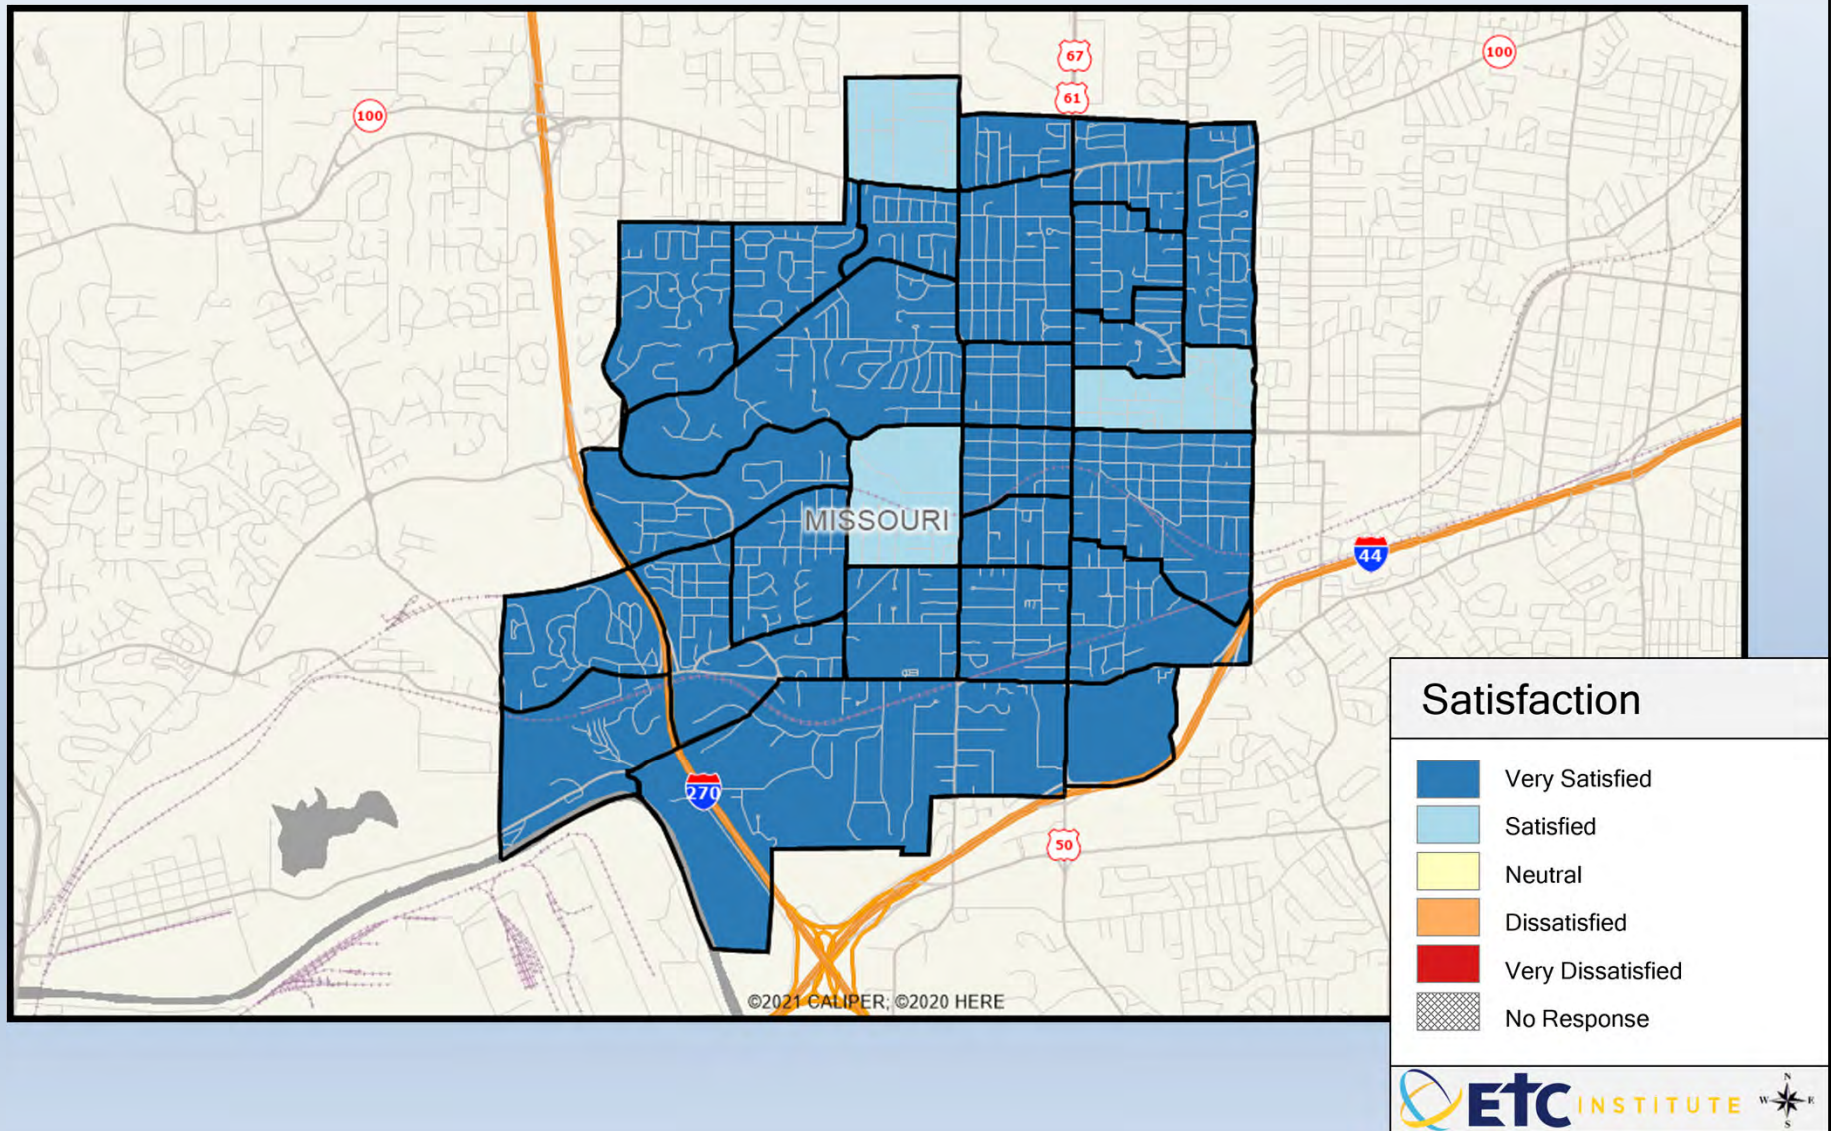 67
100
61
100
MISSOURI
44
270
50
©2021 CALIPER; ©2020 HERE
Satisfaction
Very Satisfied
Satisfied
Neutral
Dissatisfied
Very Dissatisfied
No Response
ETC INSTITUTE
N
W E
S